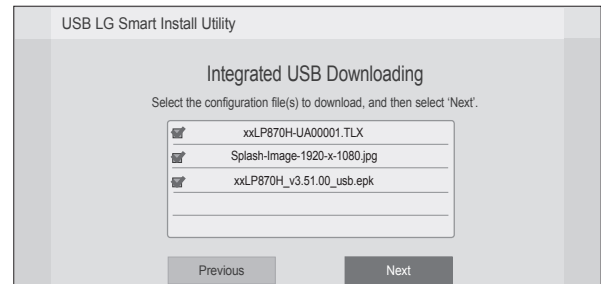 USB LG Smart Install Utility
Integrated USB Downloading
Select the configuration file(s) to download, and then select ‘Next’.
xxLP870H-UA00001.TLX
Splash-Image-1920-x-1080.jpg
xxLP870H_v3.51.00_usb.epk
Previous Next